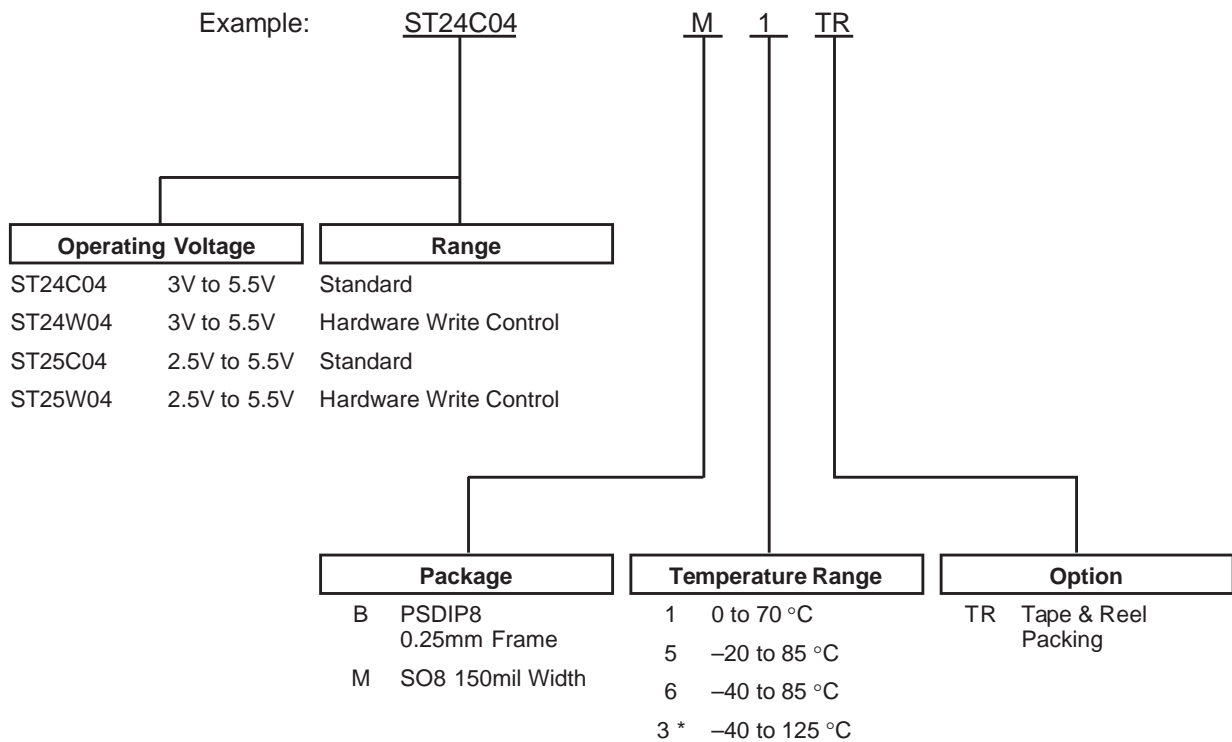 Example: ST24C04 M 1 TR
Operating Voltage Range
ST24C04 3V to 5.5V Standard
ST24W04 3V to 5.5V Hardware Write Control
ST25C04 2.5V to 5.5V Standard
ST25W04 2.5V to 5.5V Hardware Write Control
Package Temperature Range Option
B PSDIP8 1 0 to 70 °C TR Tape & Reel
0.25mm Frame Packing
5 –20 to 85 °C
M SO8 150mil Width
6 –40 to 85 °C
3 * –40 to 125 °C